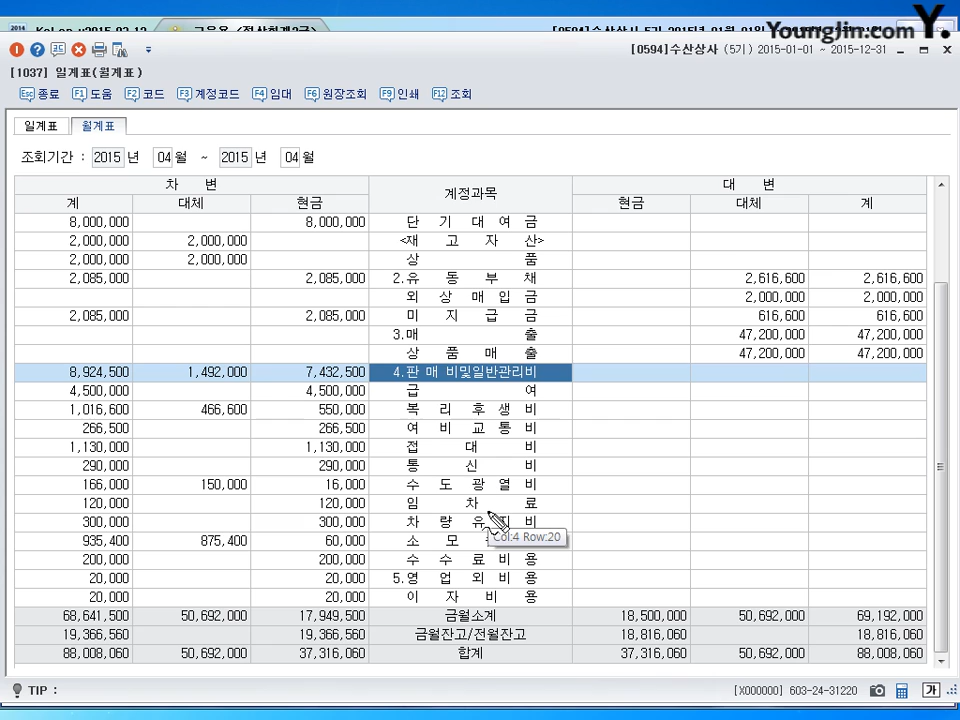 YoungJin.com Y.
[0594]수산상사 (5기) 2015-01-01 ~ 2015-12-31
[1037] 일계표(월계표)
Esc 종료 F1 도움 F2 코드 F3 계정코드 F4 임대 F6 원장조회 F9 인쇄 F12 조회
일계표 월계표
조회기간 : 2015 년 04 월 ~ 2015 년 04 월
차 변 계정과목 대 변
계 대체 현금 현금 대체 계
8,000,000 8,000,000 단 기 대 여 금
2,000,000 2,000,000 <재 고 자 산>
2,000,000 2,000,000 상 품
2,085,000 2,085,000 2.유 동 부 채 2,616,600 2,616,600
외 상 매 입 금 2,000,000 2,000,000
2,085,000 2,085,000 미 지 급 금 616,600 616,600
3.매 출 47,200,000 47,200,000
상 품 매 출 47,200,000 47,200,000
8,924,500 1,492,000 7,432,500 4.판 매 비및일반관리비
4,500,000 4,500,000 급 여
1,016,600 466,600 550,000 복 리 후 생 비
266,500 266,500 여 비 교 통 비
1,130,000 1,130,000 접 대 비
290,000 290,000 통 신 비
166,000 150,000 16,000 수 도 광 열 비
120,000 120,000 임 차 료
300,000 300,000 차 량 유 지 비
935,400 875,400 60,000 소 모
Col:4 Row:20
200,000 200,000 수 수 료 비 용
20,000 20,000 5.영 업 외 비 용
20,000 20,000 이 자 비 용
68,641,500 50,692,000 17,949,500 금월소계 18,500,000 50,692,000 69,192,000
19,366,560 19,366,560 금월잔고/전월잔고 18,816,060 18,816,060
88,008,060 50,692,000 37,316,060 합계 37,316,060 50,692,000 88,008,060
TIP : [X000000] 603-24-31220 가